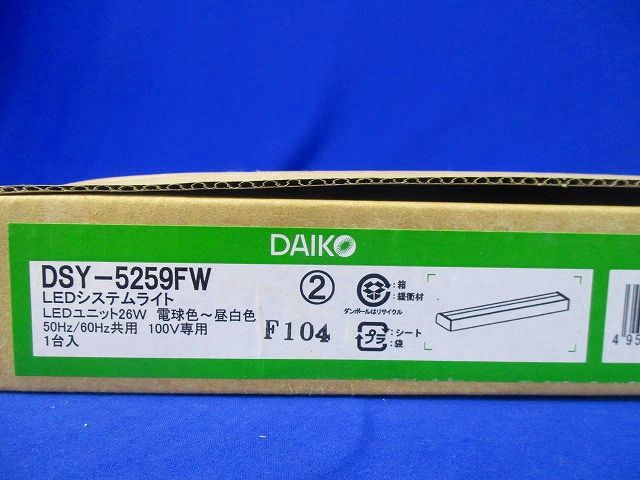 DAIKO
DSY-5259FW
LEDシステムライト
LEDユニット26W 電球色～昼白色
50Hz/60Hz共用 100V専用
1台入
②
F104
:箱
:緩衝材
ダンボールはリサイクル
プラ
:シート
:袋
4 95